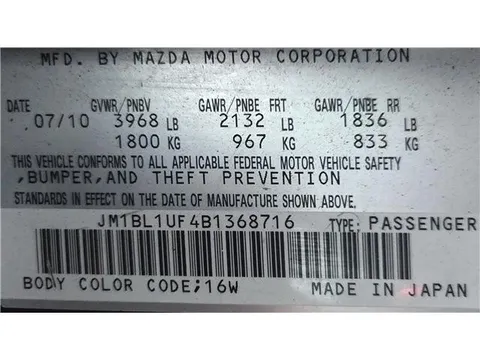 MFD. BY MAZDA MOTOR CORPORATION
DATE GVWR/PNBV GAWR/PNBE FRT GAWR/PNBE RR
07/10 3968 LB 2132 LB 1836 LB
1800 KG 967 KG 833 KG
THIS VEHICLE CONFORMS TO ALL APPLICABLE FEDERAL MOTOR VEHICLE SAFETY
,BUMPER,AND THEFT PREVENTION
STANDARDS IN EFFECT ON THE DATE OF MANUFACTURE SHOWN ABOVE.
JM1BL1UF4B1368716 TYPE: PASSENGER
BODY COLOR CODE;16W MADE IN JAPAN